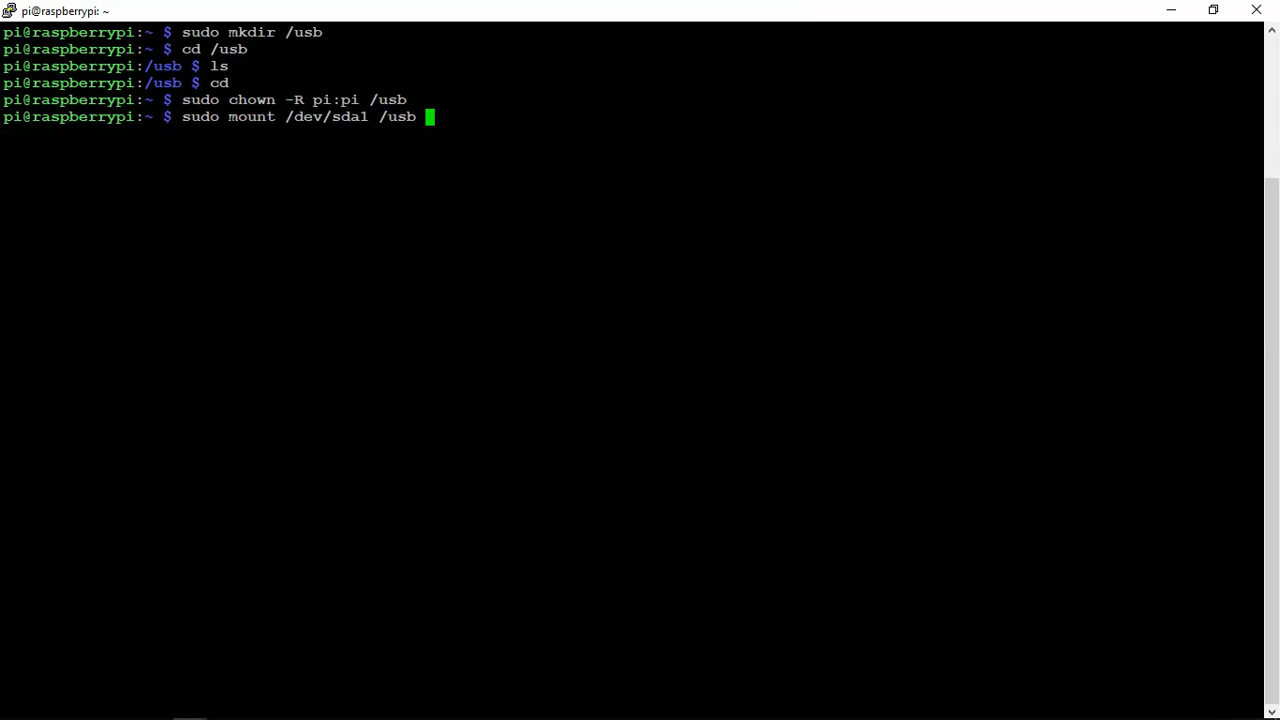 pi@raspberrypi: ~
pi@raspberrypi:~ $ sudo mkdir /usb
pi@raspberrypi:~ $ cd /usb
pi@raspberrypi:/usb $ ls
pi@raspberrypi:/usb $ cd
pi@raspberrypi:~ $ sudo chown -R pi:pi /usb
pi@raspberrypi:~ $ sudo mount /dev/sda1 /usb